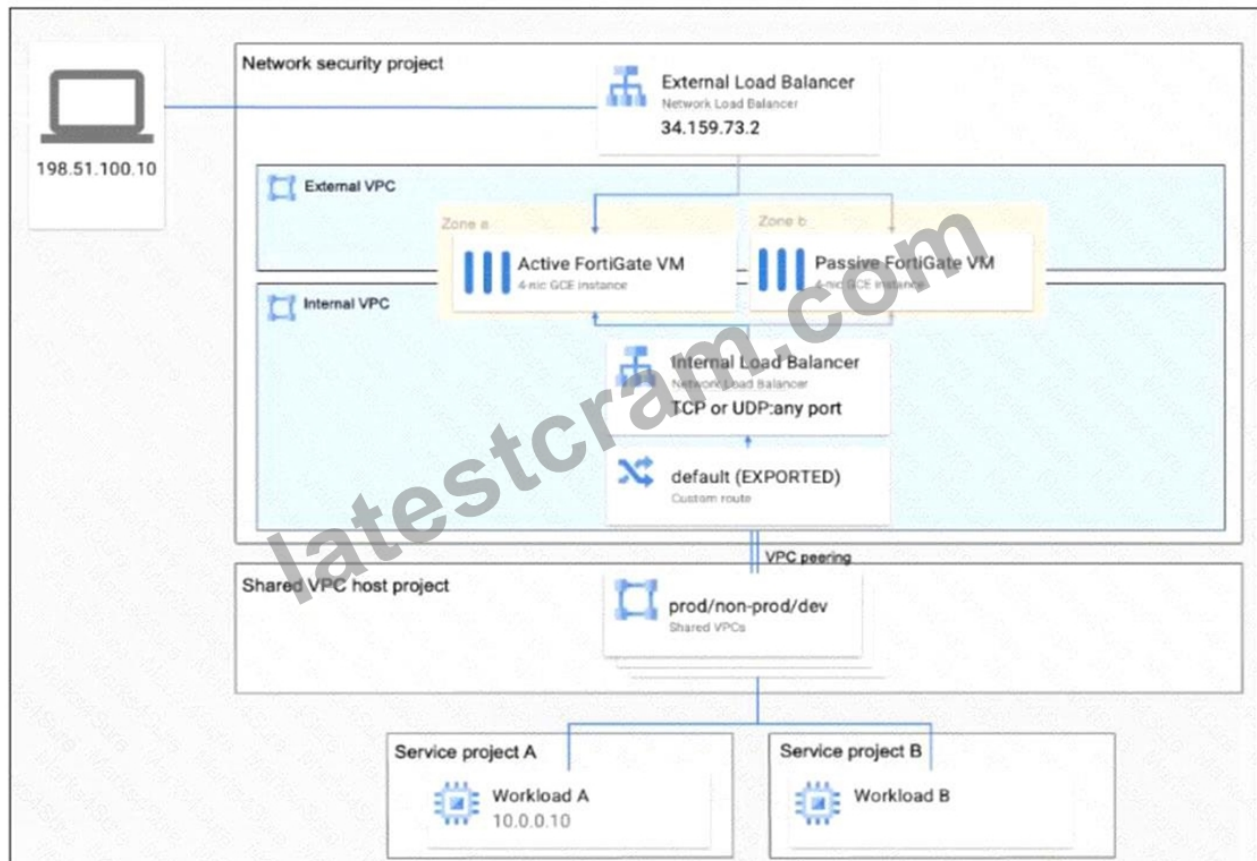 Network security project
External Load Balancer
Network Load Balancer
34.159.73.2
198.51.100.10
External VPC
Zone a
Zone b
Active FortiGate VM
4-nic GCE instance
Passive FortiGate VM
4-nic GCE instance
Internal VPC
Internal Load Balancer
Network Load Balancer
TCP or UDP:any port
default (EXPORTED)
Custom route
latestcram.com
VPC peering
Shared VPC host project
prod/non-prod/dev
Shared VPCs
Service project A
Service project B
Workload A
10.0.0.10
Workload B